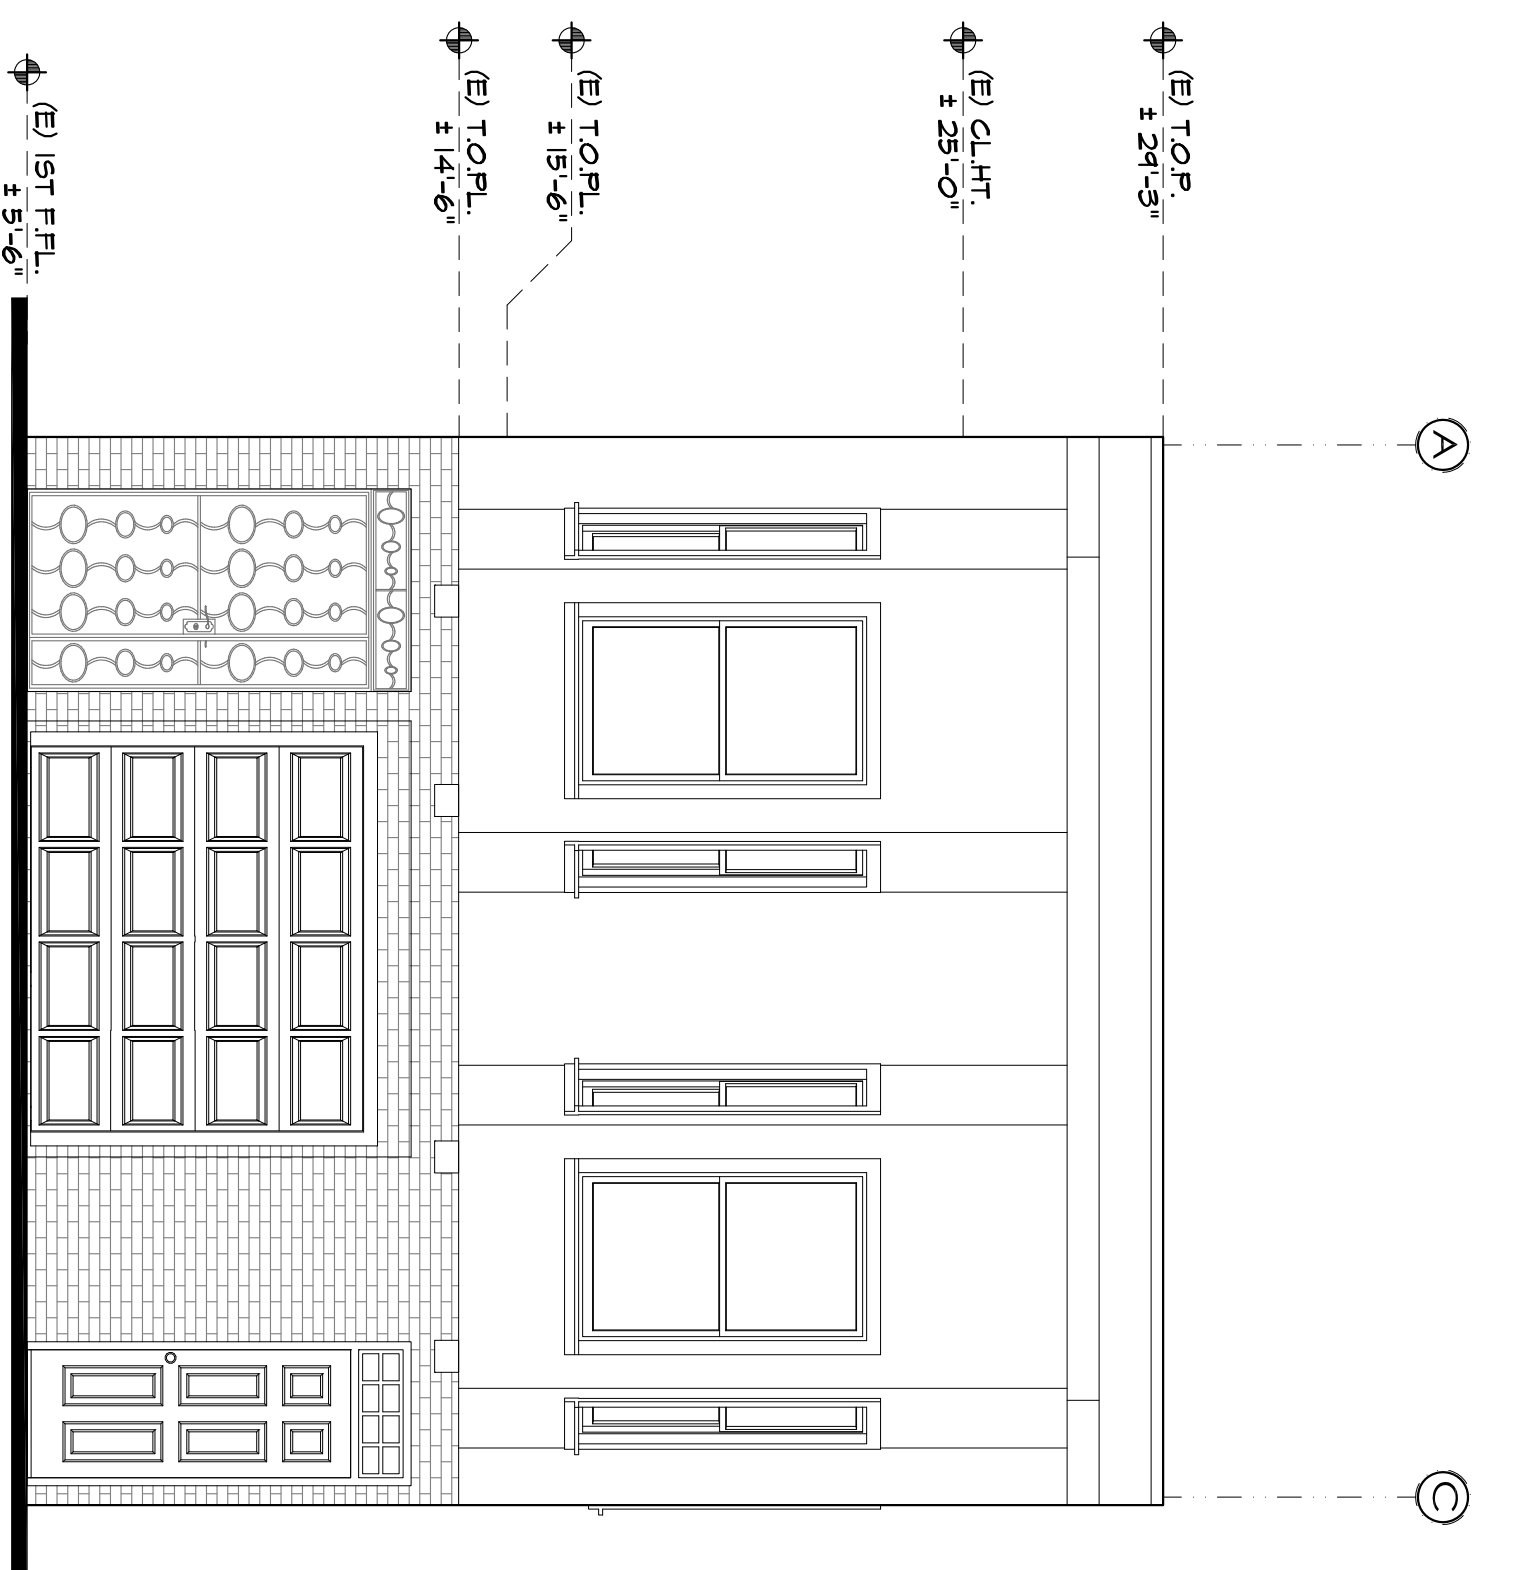 (E) T.O.P.
± 29'-3"
(E) CL.HT.
± 25'-0"
(E) T.O.PL.
± 15'-6"
(E) T.O.PL.
± 14'-6"
(E) 1ST F.FL.
± 5'-6"
A
C